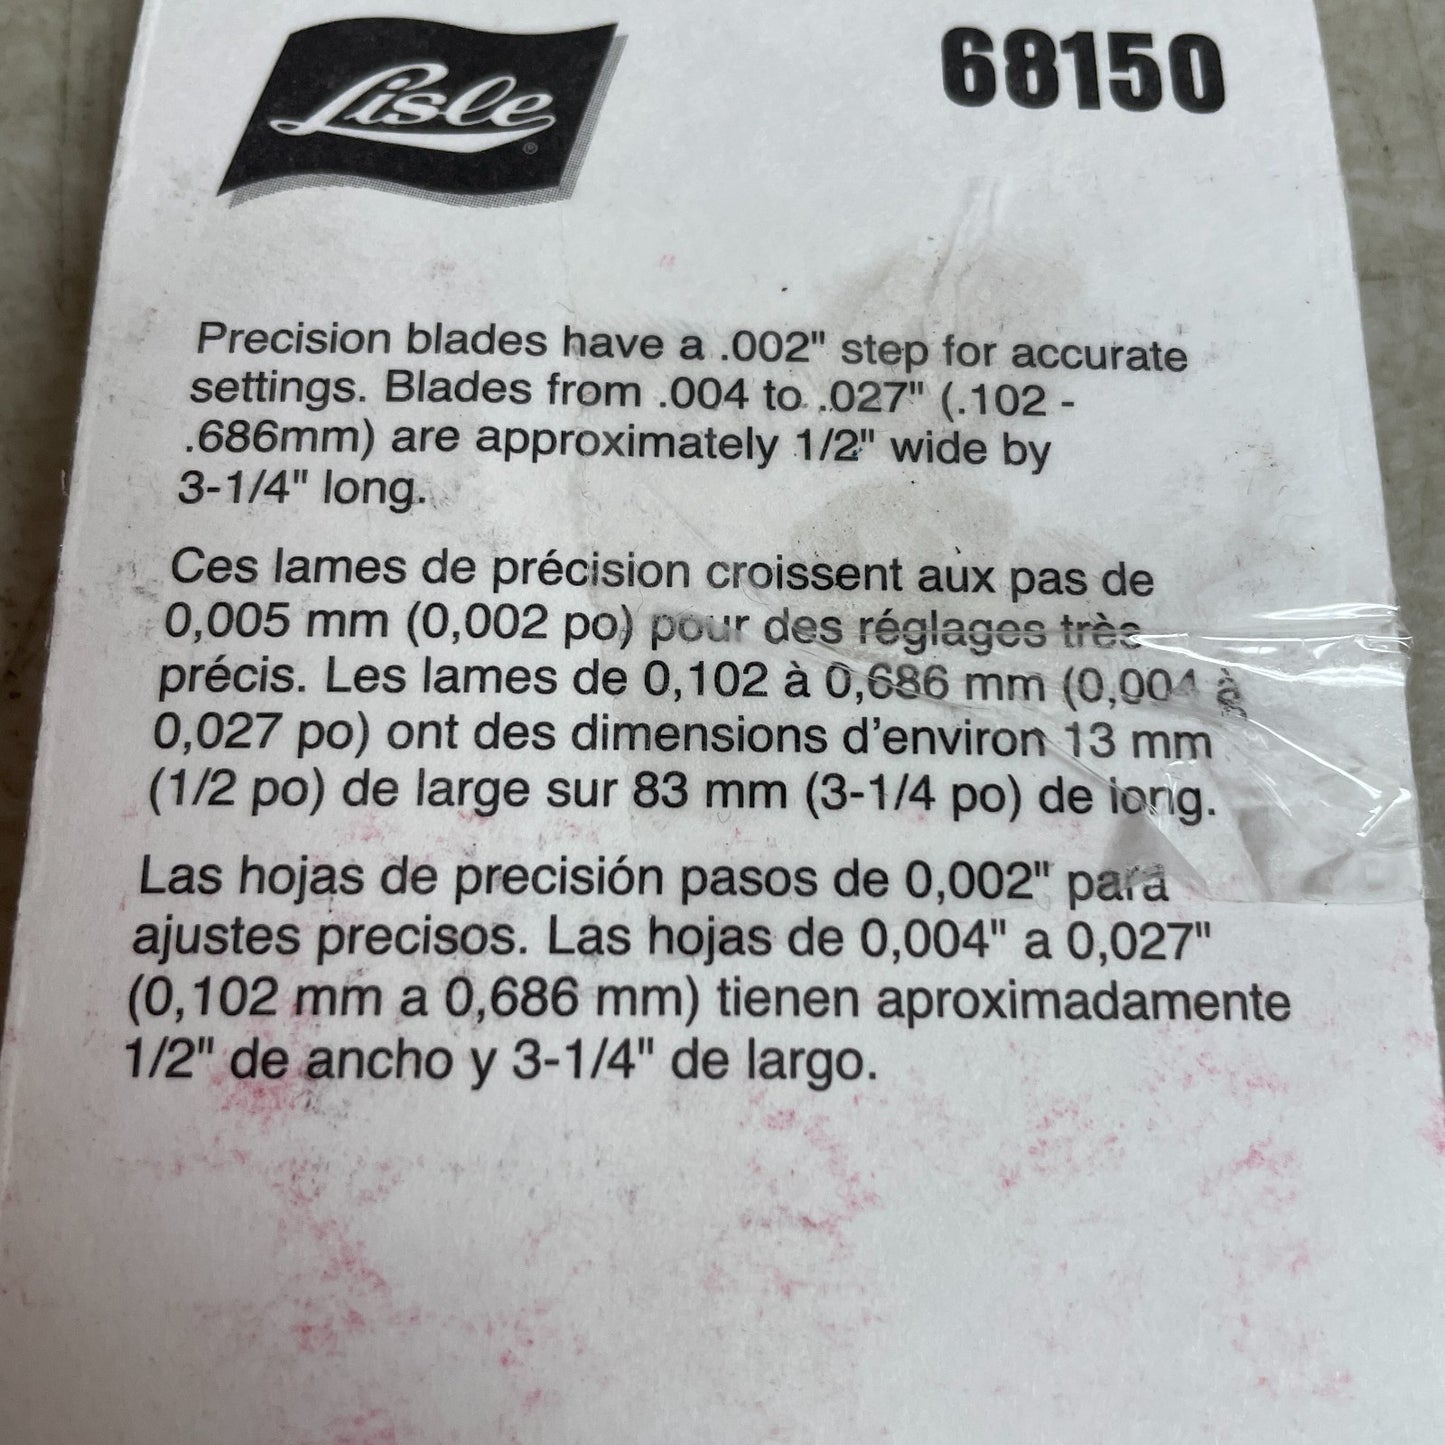 Lisle ®
68150
Precision blades have a .002" step for accurate
settings. Blades from .004 to .027" (.102 -
.686mm) are approximately 1/2" wide by
3-1/4" long.
Ces lames de précision croissent aux pas de
0,005 mm (0,002 po) pour des réglages très
précis. Les lames de 0,102 à 0,686 mm (0,004 à
0,027 po) ont des dimensions d'environ 13 mm
(1/2 po) de large sur 83 mm (3-1/4 po) de long.
Las hojas de precisión pasos de 0,002" para
ajustes precisos. Las hojas de 0,004" a 0,027"
(0,102 mm a 0,686 mm) tienen aproximadamente
1/2" de ancho y 3-1/4" de largo.